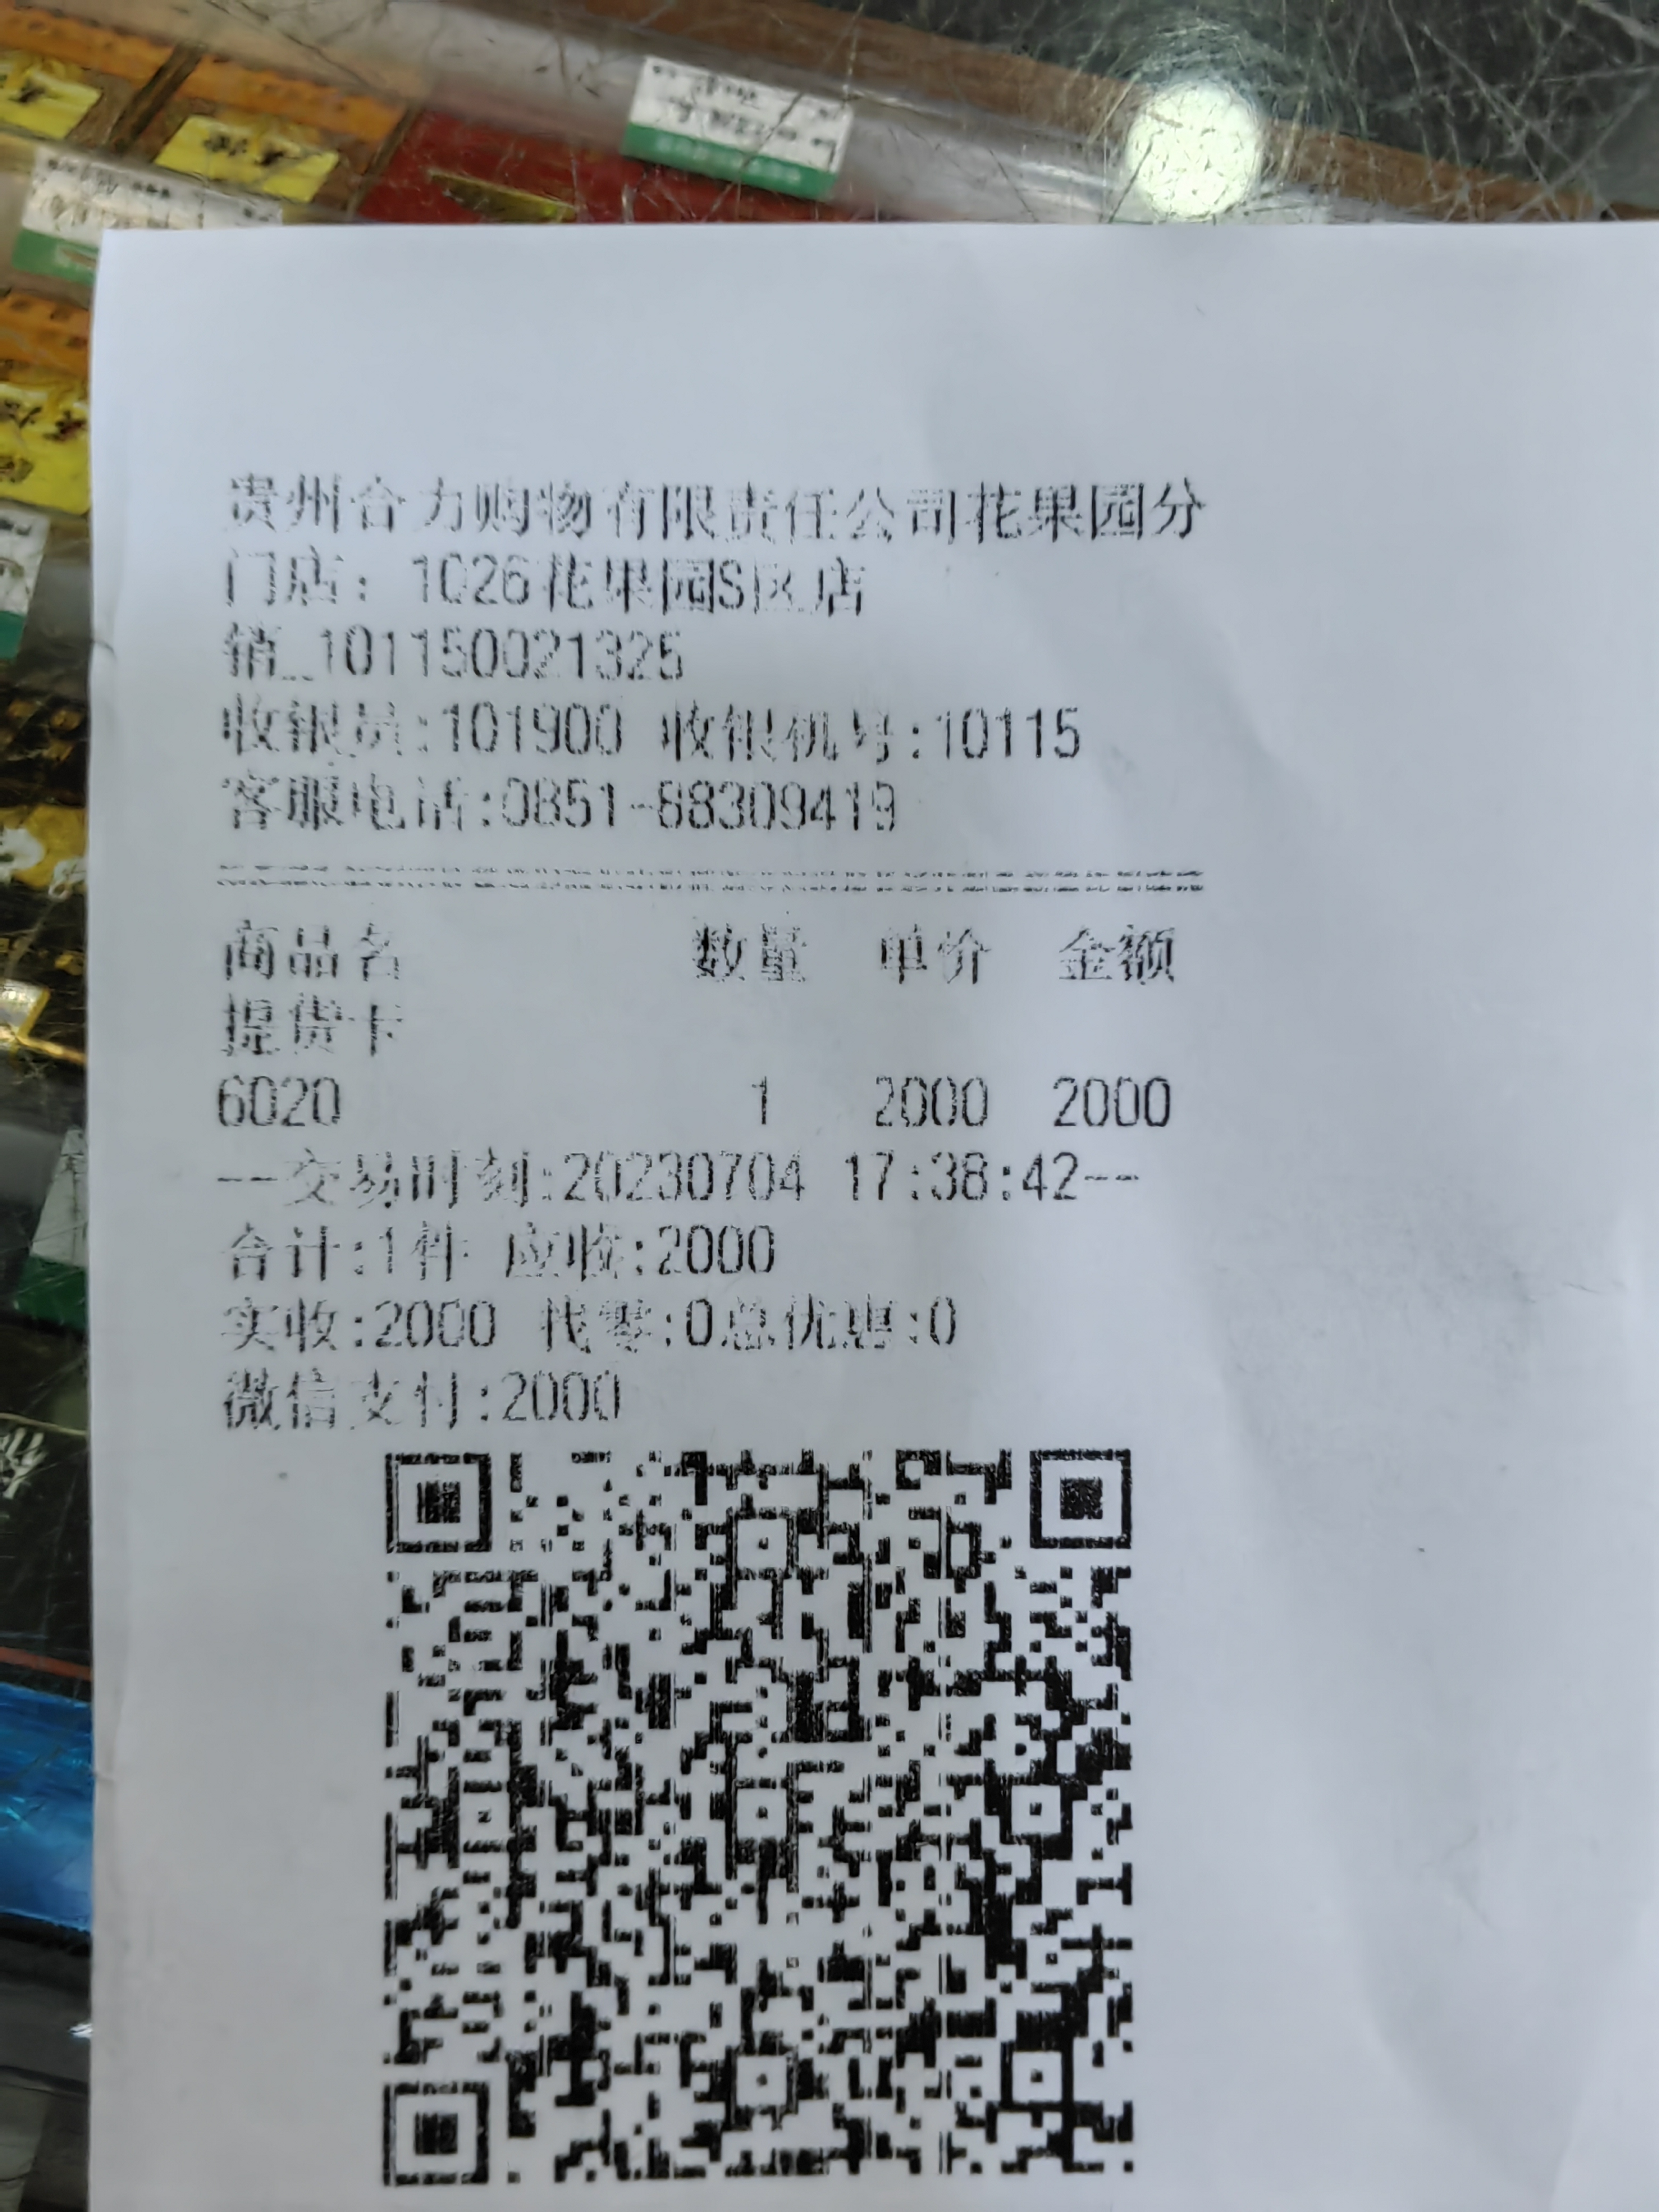 贵州合力购物有限责任公司花果园分
门店: 1026花果园S区店
销_101150021325
收银员:101900 收银机号:10115
客服电话:0851-88309419
商品名 数量 单价 金额
提货卡
6020 1 2000 2000
--交易时刻:20230704 17:38:42--
合计:1件 应收:2000
实收:2000 找零:0总优惠:0
微信支付:2000